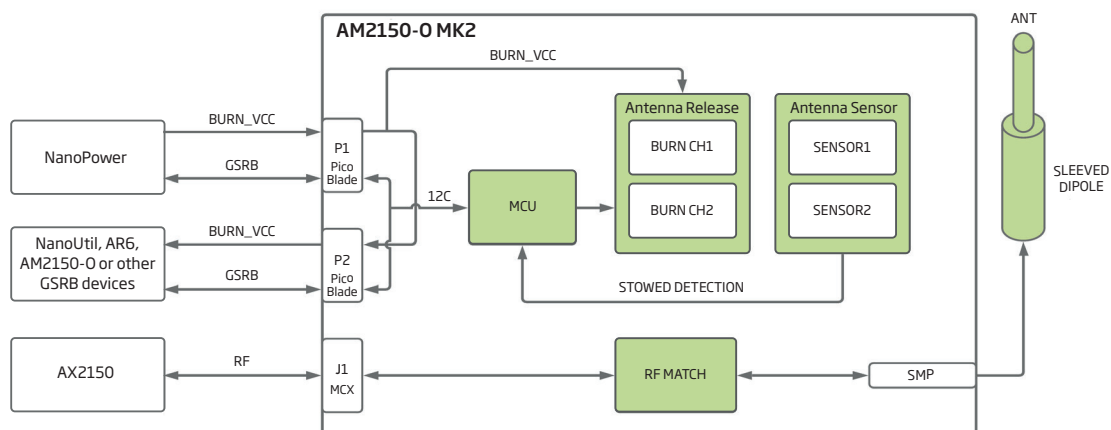 AM2150-O MK2
ANT
BURN_VCC
Antenna Release
Antenna Sensor
BURN_VCC
NanoPower
GSRB
P1
Pico
Blade
BURN CH1
SENSOR1
12C
MCU
BURN CH2
SENSOR2
SLEEVED
DIPOLE
NanoUtil, AR6,
AM2150-O or other
GSRB devices
BURN_VCC
GSRB
P2
Pico
Blade
STOWED DETECTION
AX2150
RF
J1
MCX
RF MATCH
SMP